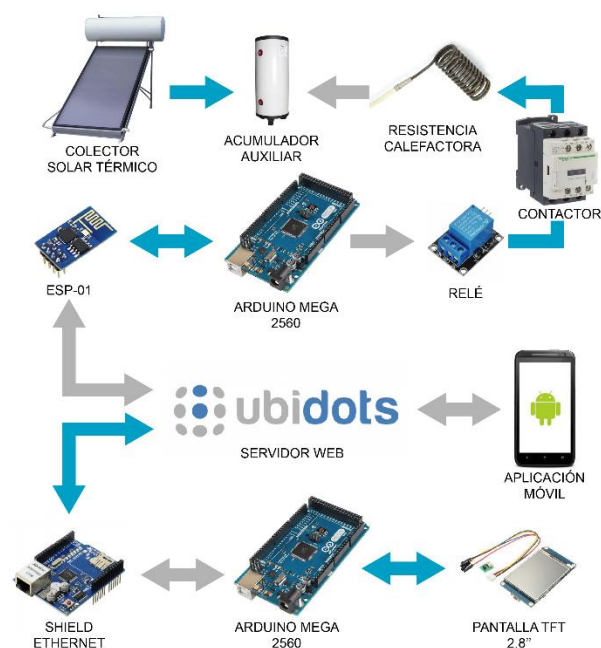 COLECTOR
SOLAR TÉRMICO
ACUMULADOR
AUXILIAR
RESISTENCIA
CALEFACTORA
CONTACTOR
ESP-01
ARDUINO MEGA
2560
RELÉ
ubidots
SERVIDOR WEB
APLICACIÓN
MÓVIL
SHIELD
ETHERNET
ARDUINO MEGA
2560
PANTALLA TFT
2.8”